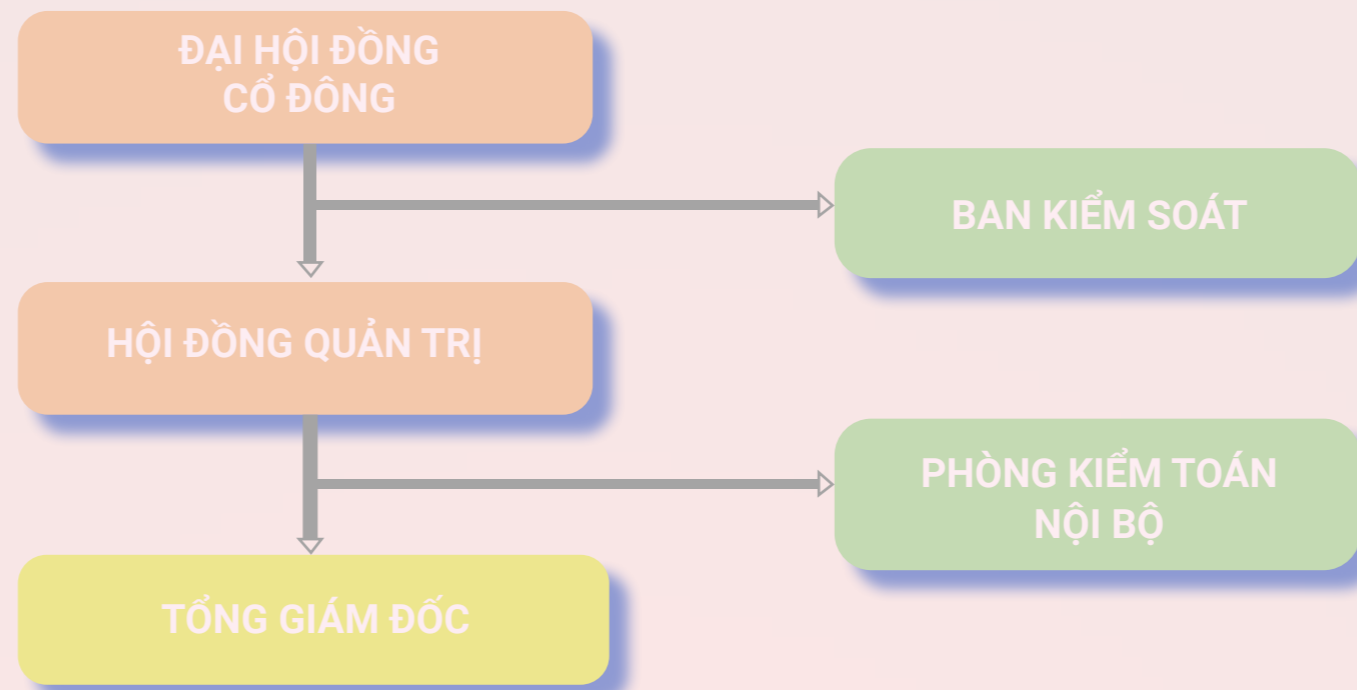 ĐẠI HỘI ĐỒNG
CỔ ĐÔNG
BAN KIỂM SOÁT
HỘI ĐỒNG QUẢN TRỊ
PHÒNG KIỂM TOÁN
NỘI BỘ
TỔNG GIÁM ĐỐC